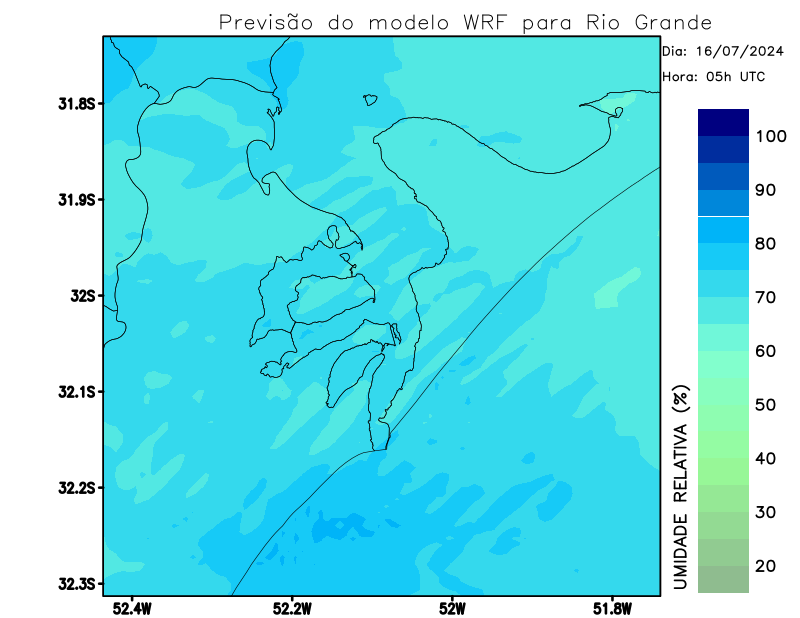 Previsão do modelo WRF para Rio Grande
Dia: 16/07/2024
Hora: 05h UTC
31.8S
31.9S
32S
32.1S
32.2S
32.3S
52.4W
52.2W
52W
51.8W
100
90
80
70
60
50
40
30
20
UMIDADE RELATIVA (%)